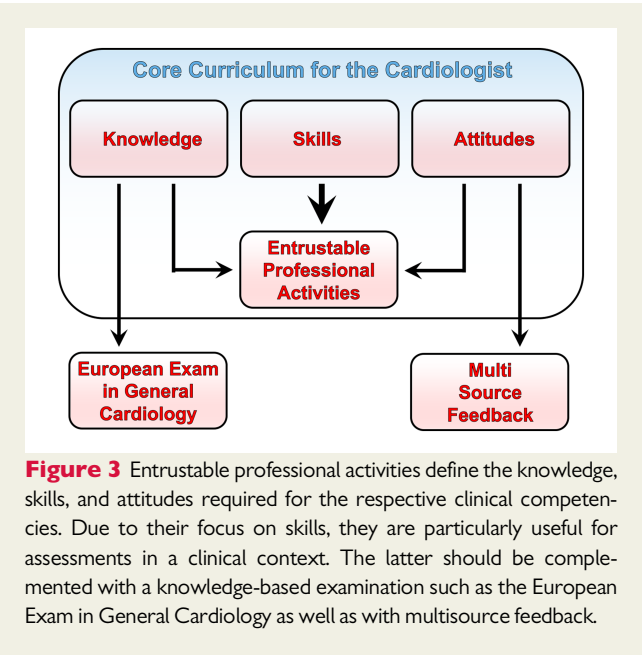 Core Curriculum for the Cardiologist
Knowledge
Skills
Attitudes
Entrustable
Professional
Activities
European Exam
in General
Cardiology
Multi
Source
Feedback
Figure 3 Entrustable professional activities define the knowledge,
skills, and attitudes required for the respective clinical competen-
cies. Due to their focus on skills, they are particularly useful for
assessments in a clinical context. The latter should be comple-
mented with a knowledge-based examination such as the European
Exam in General Cardiology as well as with multisource feedback.